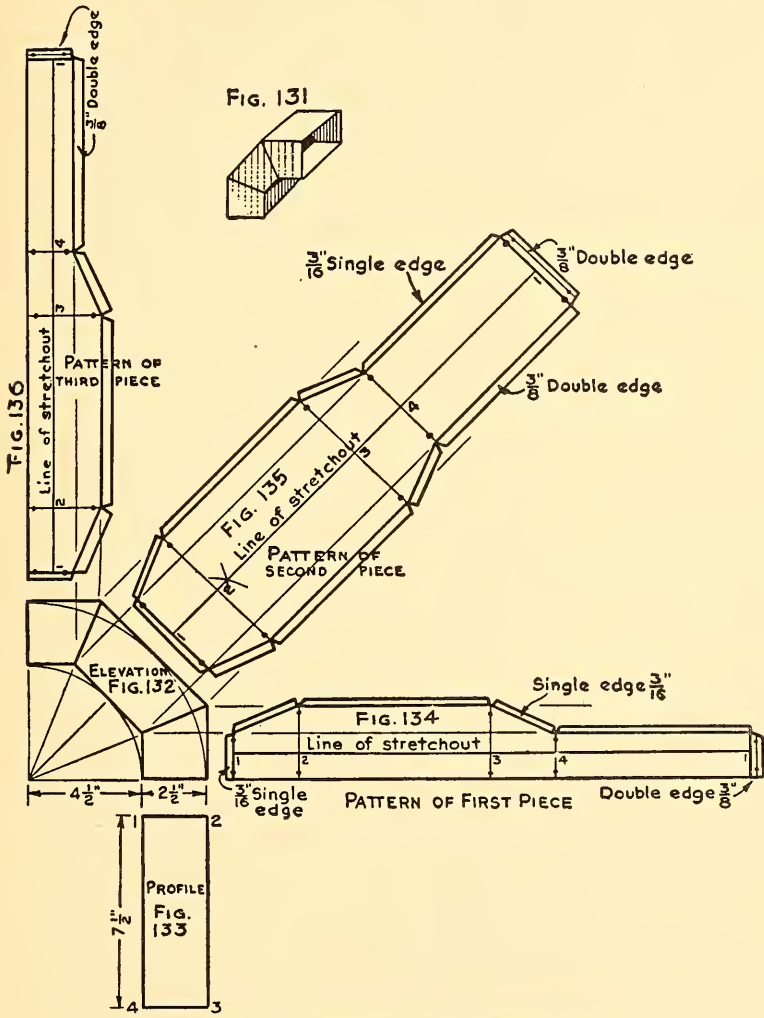 Double edge
3/8" Double edge
FIG. 131
1
4
3
2
1
Line of stretchout
PATTERN OF
THIRD PIECE
FIG. 136
3/16" Single edge
3/8" Double edge
3/8" Double edge
1
4
3
2
1
FIG. 135
Line of stretchout
PATTERN OF
SECOND PIECE
ELEVATION
FIG. 132
Single edge 3/16"
FIG. 134
Line of stretchout
1
2
3
4
1
3/16" Single
edge
PATTERN OF FIRST PIECE
Double edge 3/8"
4 1/2"
2 1/2"
1
2
PROFILE
FIG.
133
7 1/2"
4
3